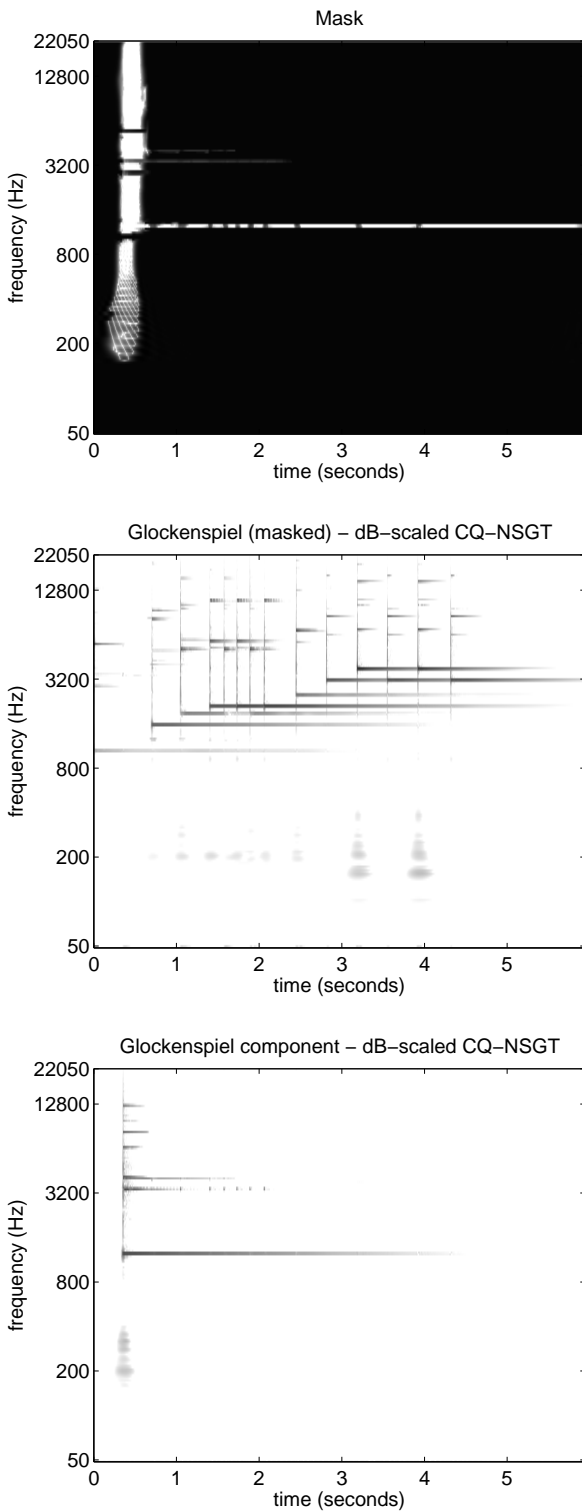 Mask
22050
12800
3200
800
200
50
frequency (Hz)
0 1 2 3 4 5
time (seconds)
Glockenspiel (masked) − dB−scaled CQ−NSGT
22050
12800
3200
800
200
50
frequency (Hz)
0 1 2 3 4 5
time (seconds)
Glockenspiel component − dB−scaled CQ−NSGT
22050
12800
3200
800
200
50
frequency (Hz)
0 1 2 3 4 5
time (seconds)